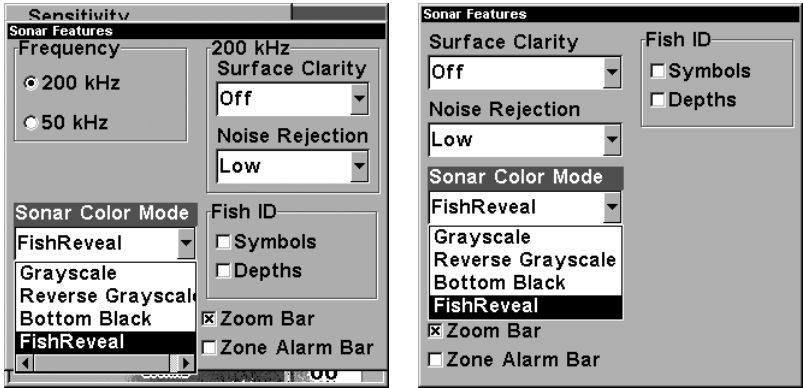 Sensitivity
Sonar Features
Frequency
200 kHz
50 kHz
200 kHz
Surface Clarity
Off
Noise Rejection
Low
Sonar Color Mode
FishReveal
Grayscale
Reverse Grayscale
Bottom Black
FishReveal
Fish ID
Symbols
Depths
Zoom Bar
Zone Alarm Bar
Sonar Features
Surface Clarity
Off
Noise Rejection
Low
Sonar Color Mode
FishReveal
Grayscale
Reverse Grayscale
Bottom Black
FishReveal
Zoom Bar
Zone Alarm Bar
Fish ID
Symbols
Depths